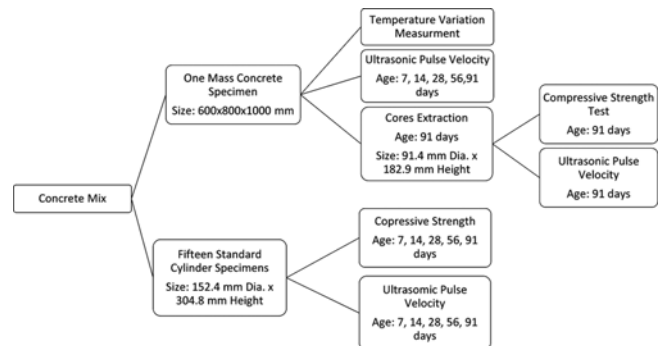 Temperature Variation
Measurment
Ultrasonic Pulse Velocity
Age: 7, 14, 28, 56,91
days
One Mass Concrete
Specimen
Size: 600x800x1000 mm
Cores Extraction
Age: 91 days
Size: 91.4 mm Dia. x
182.9 mm Height
Compressive Strength
Test
Age: 91 days
Ultrasonic Pulse
Velocity
Age: 91 days
Concrete Mix
Fifteen Standard
Cylinder Specimens
Size: 152.4 mm Dia. x
304.8 mm Height
Copressive Strength
Age: 7, 14, 28, 56, 91
days
Ultrasomic Pulse
Velocity
Age: 7, 14, 28, 56, 91
days